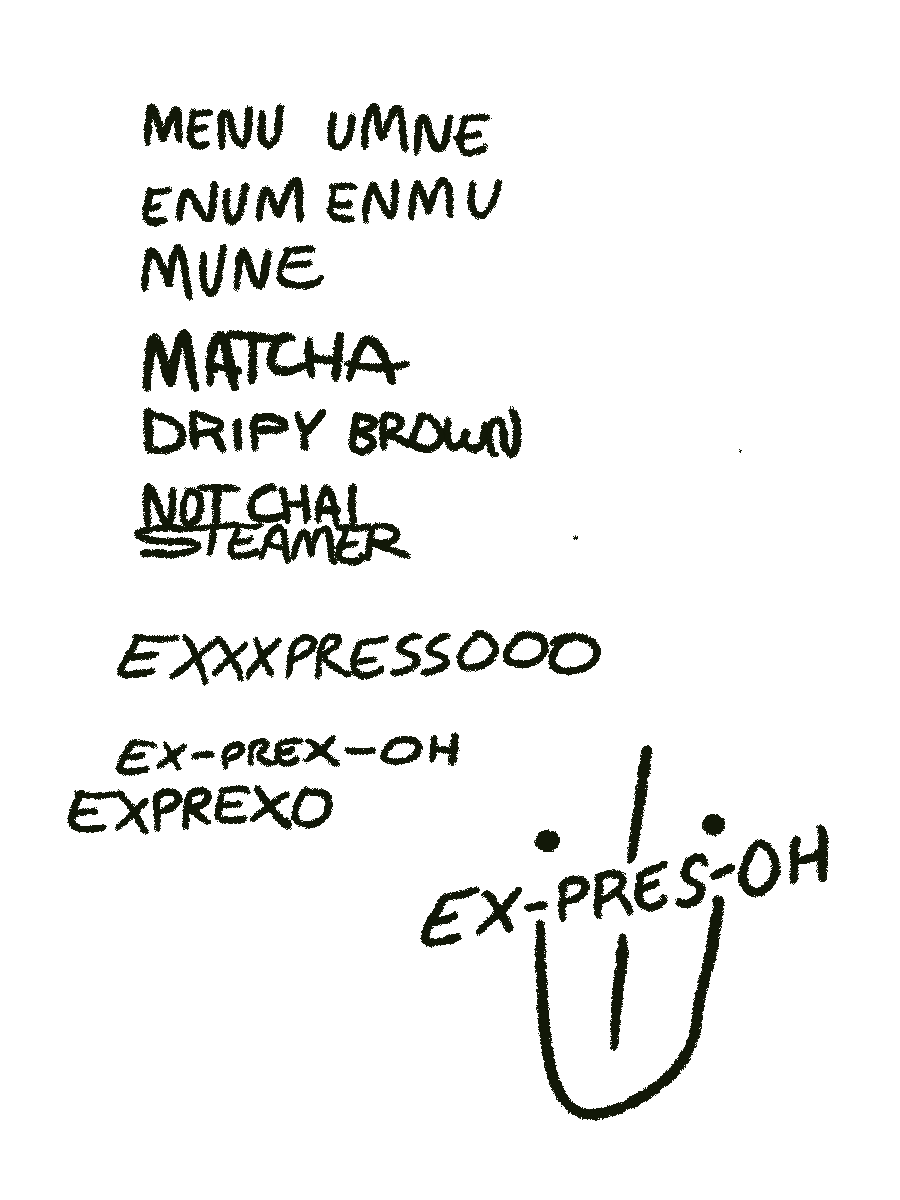 MENU UMNE
ENUM ENMU
MUNE
MATCHA
DRIPY BROWN
NOT CHAI
STEAMER
EXXXPRESSOOO
EX-PREX-OH
EXPREXO
EX-PRES-OH